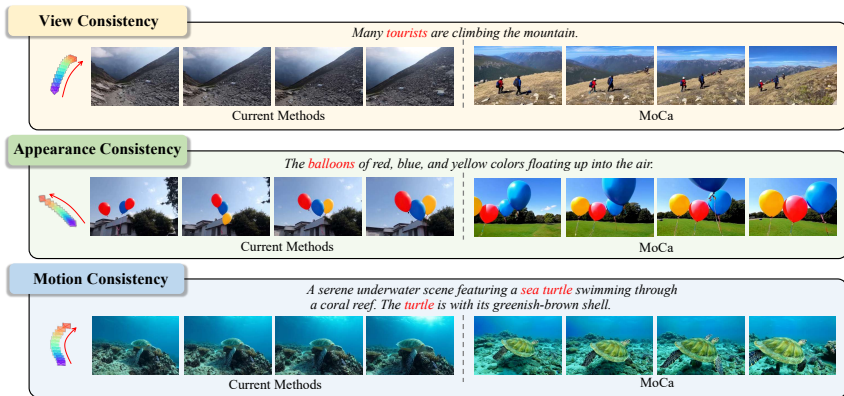 View Consistency
Many tourists are climbing the mountain.
Current Methods
MoCa
Appearance Consistency
The balloons of red, blue, and yellow colors floating up into the air.
Current Methods
MoCa
Motion Consistency
A serene underwater scene featuring a sea turtle swimming through
a coral reef. The turtle is with its greenish-brown shell.
Current Methods
MoCa